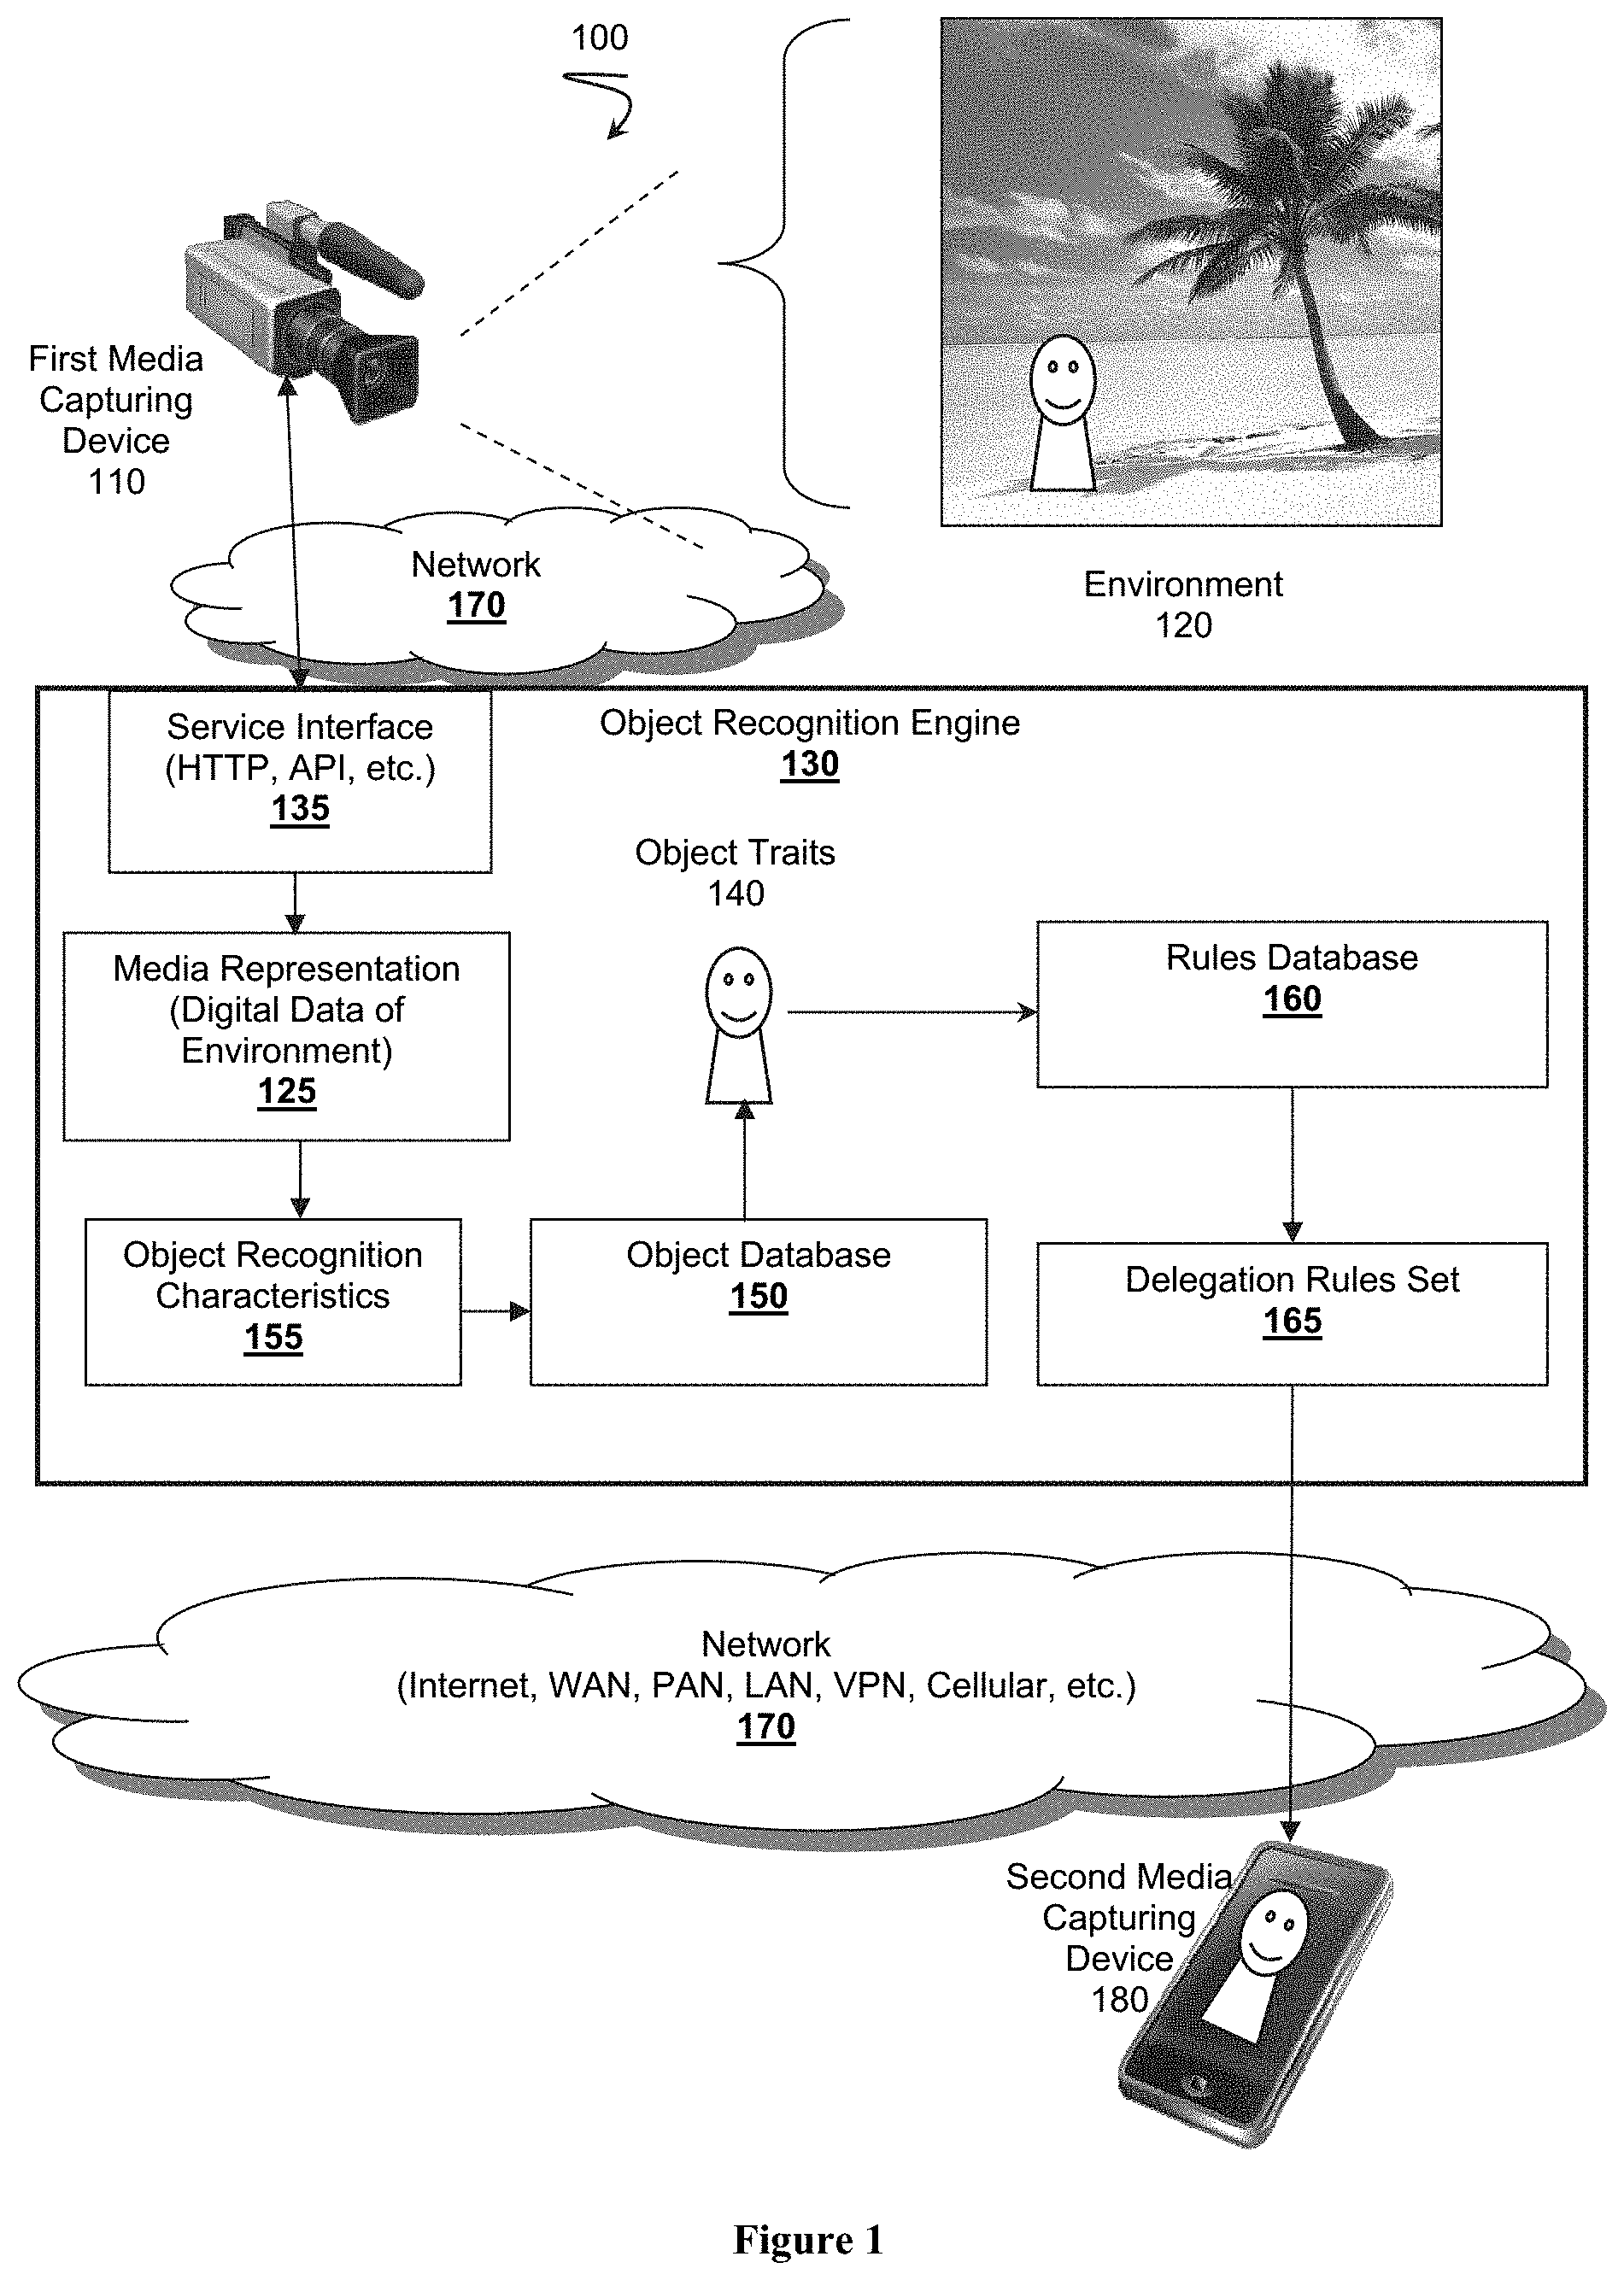 100
First Media
Capturing
Device
110
Network
170
Environment
120
Service Interface
(HTTP, API, etc.)
135
Object Recognition Engine
130
Object Traits
140
Media Representation
(Digital Data of
Environment)
125
Rules Database
160
Object Recognition
Characteristics
155
Object Database
150
Delegation Rules Set
165
Network
(Internet, WAN, PAN, LAN, VPN, Cellular, etc.)
170
Second Media
Capturing
Device
180
Figure 1